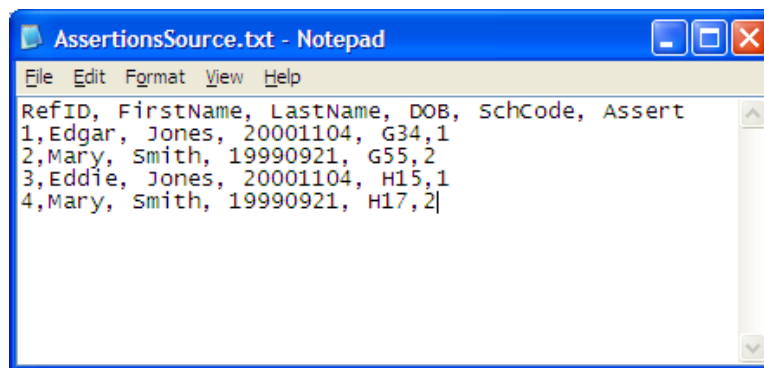 AssertionsSource.txt - Notepad
File Edit Format View Help
RefID, FirstName, LastName, DOB, SchCode, Assert
1,Edgar, Jones, 20001104, G34,1
2,Mary, Smith, 19990921, G55,2
3,Eddie, Jones, 20001104, H15,1
4,Mary, Smith, 19990921, H17,2